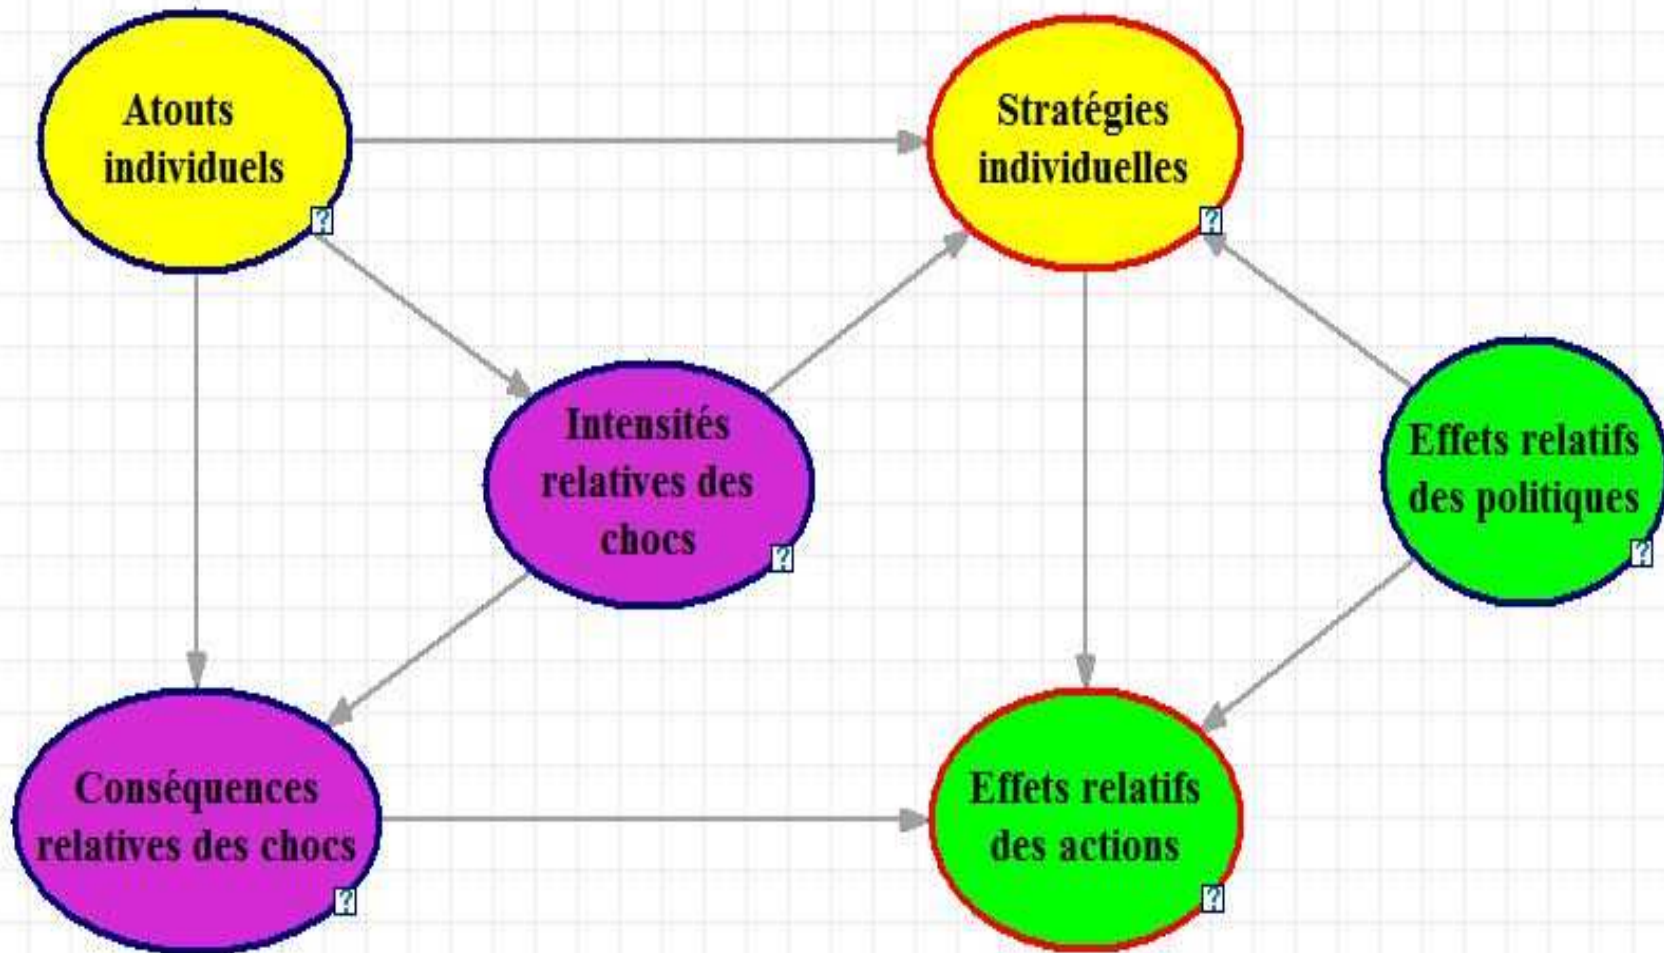 Atouts
individuels
?
Stratégies
individuelles
?
Intensités
relatives des
chocs
?
Effets relatifs
des politiques
?
Conséquences
relatives des chocs
?
Effets relatifs
des actions
?